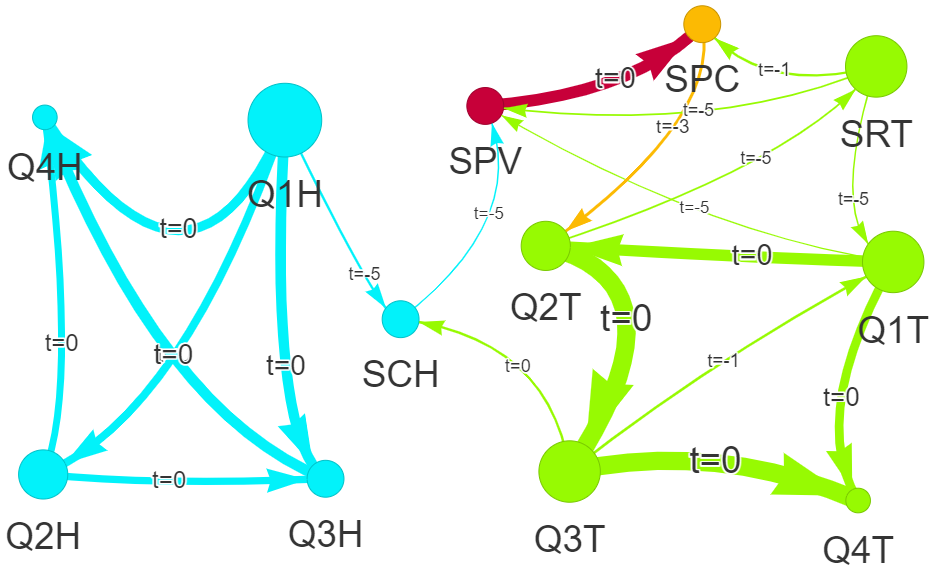 t=0
SPC
t=-1
t=-5
t=-3
SRT
SPV
Q4H
Q1H
t=-5
t=-5
t=-5
t=-5
t=0
t=0
t=-5
Q2T
t=0
Q1T
t=0
t=0
t=0
SCH
t=0
t=-1
t=0
t=0
t=0
Q2H
Q3H
Q3T
Q4T